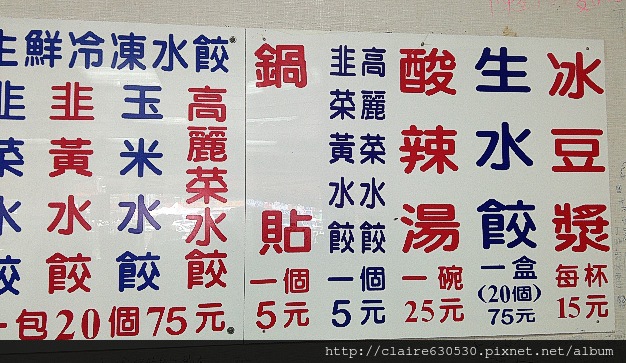 生鮮冷凍水餃
韭菜水餃
韭黃水餃
玉米水餃
高麗菜水餃
一包20個75元
鍋貼
一個
5元
韭菜黃水餃
高麗菜水餃
一個
5元
酸辣湯
一碗
25元
生水餃
一盒
(20個)
75元
冰豆漿
每杯
15元
http://claire630530.pixnet.net/album